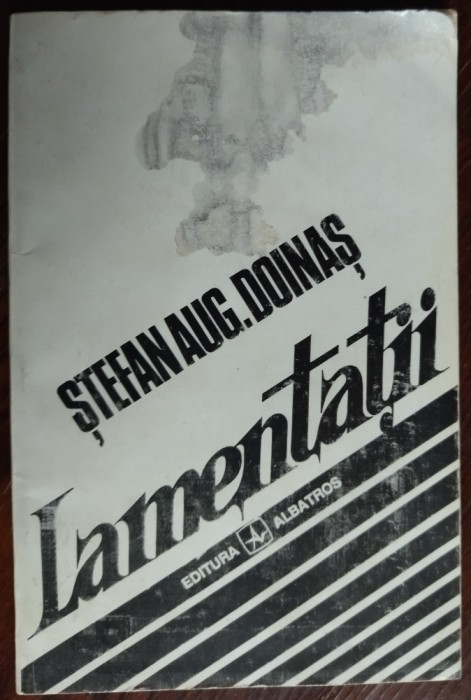 ȘTEFAN AUG. DOINAȘ
Lamentații
EDITURA ALBATROS